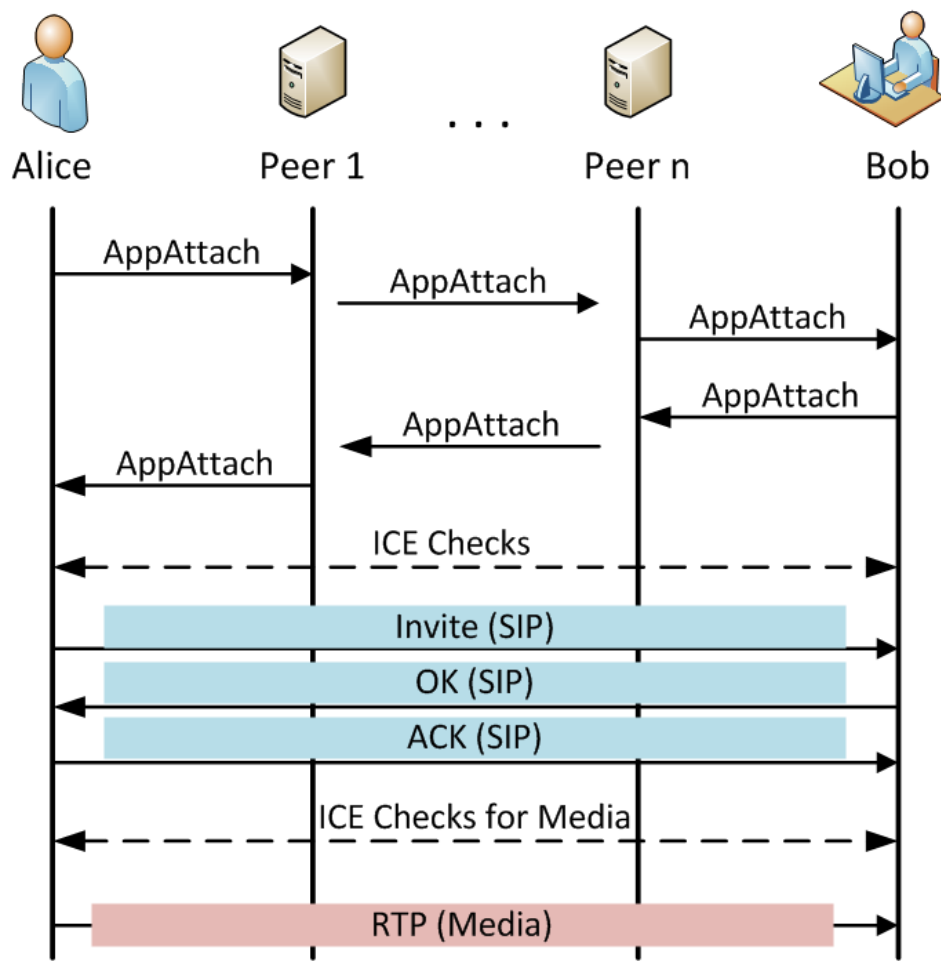 . . .
Alice
Peer 1
Peer n
Bob
AppAttach
AppAttach
AppAttach
AppAttach
AppAttach
AppAttach
ICE Checks
Invite (SIP)
OK (SIP)
ACK (SIP)
ICE Checks for Media
RTP (Media)